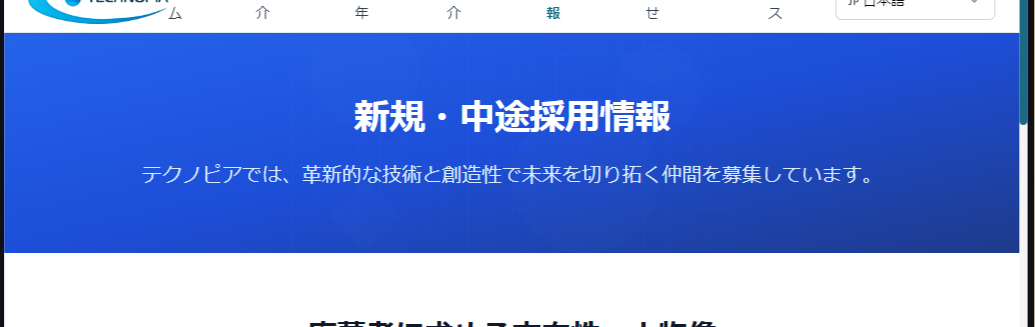 TECHNOPIA
ム 介 年 介 報 せ ス
JP 日本語
新規・中途採用情報
テクノピアでは、革新的な技術と創造性で未来を切り拓く仲間を募集しています。